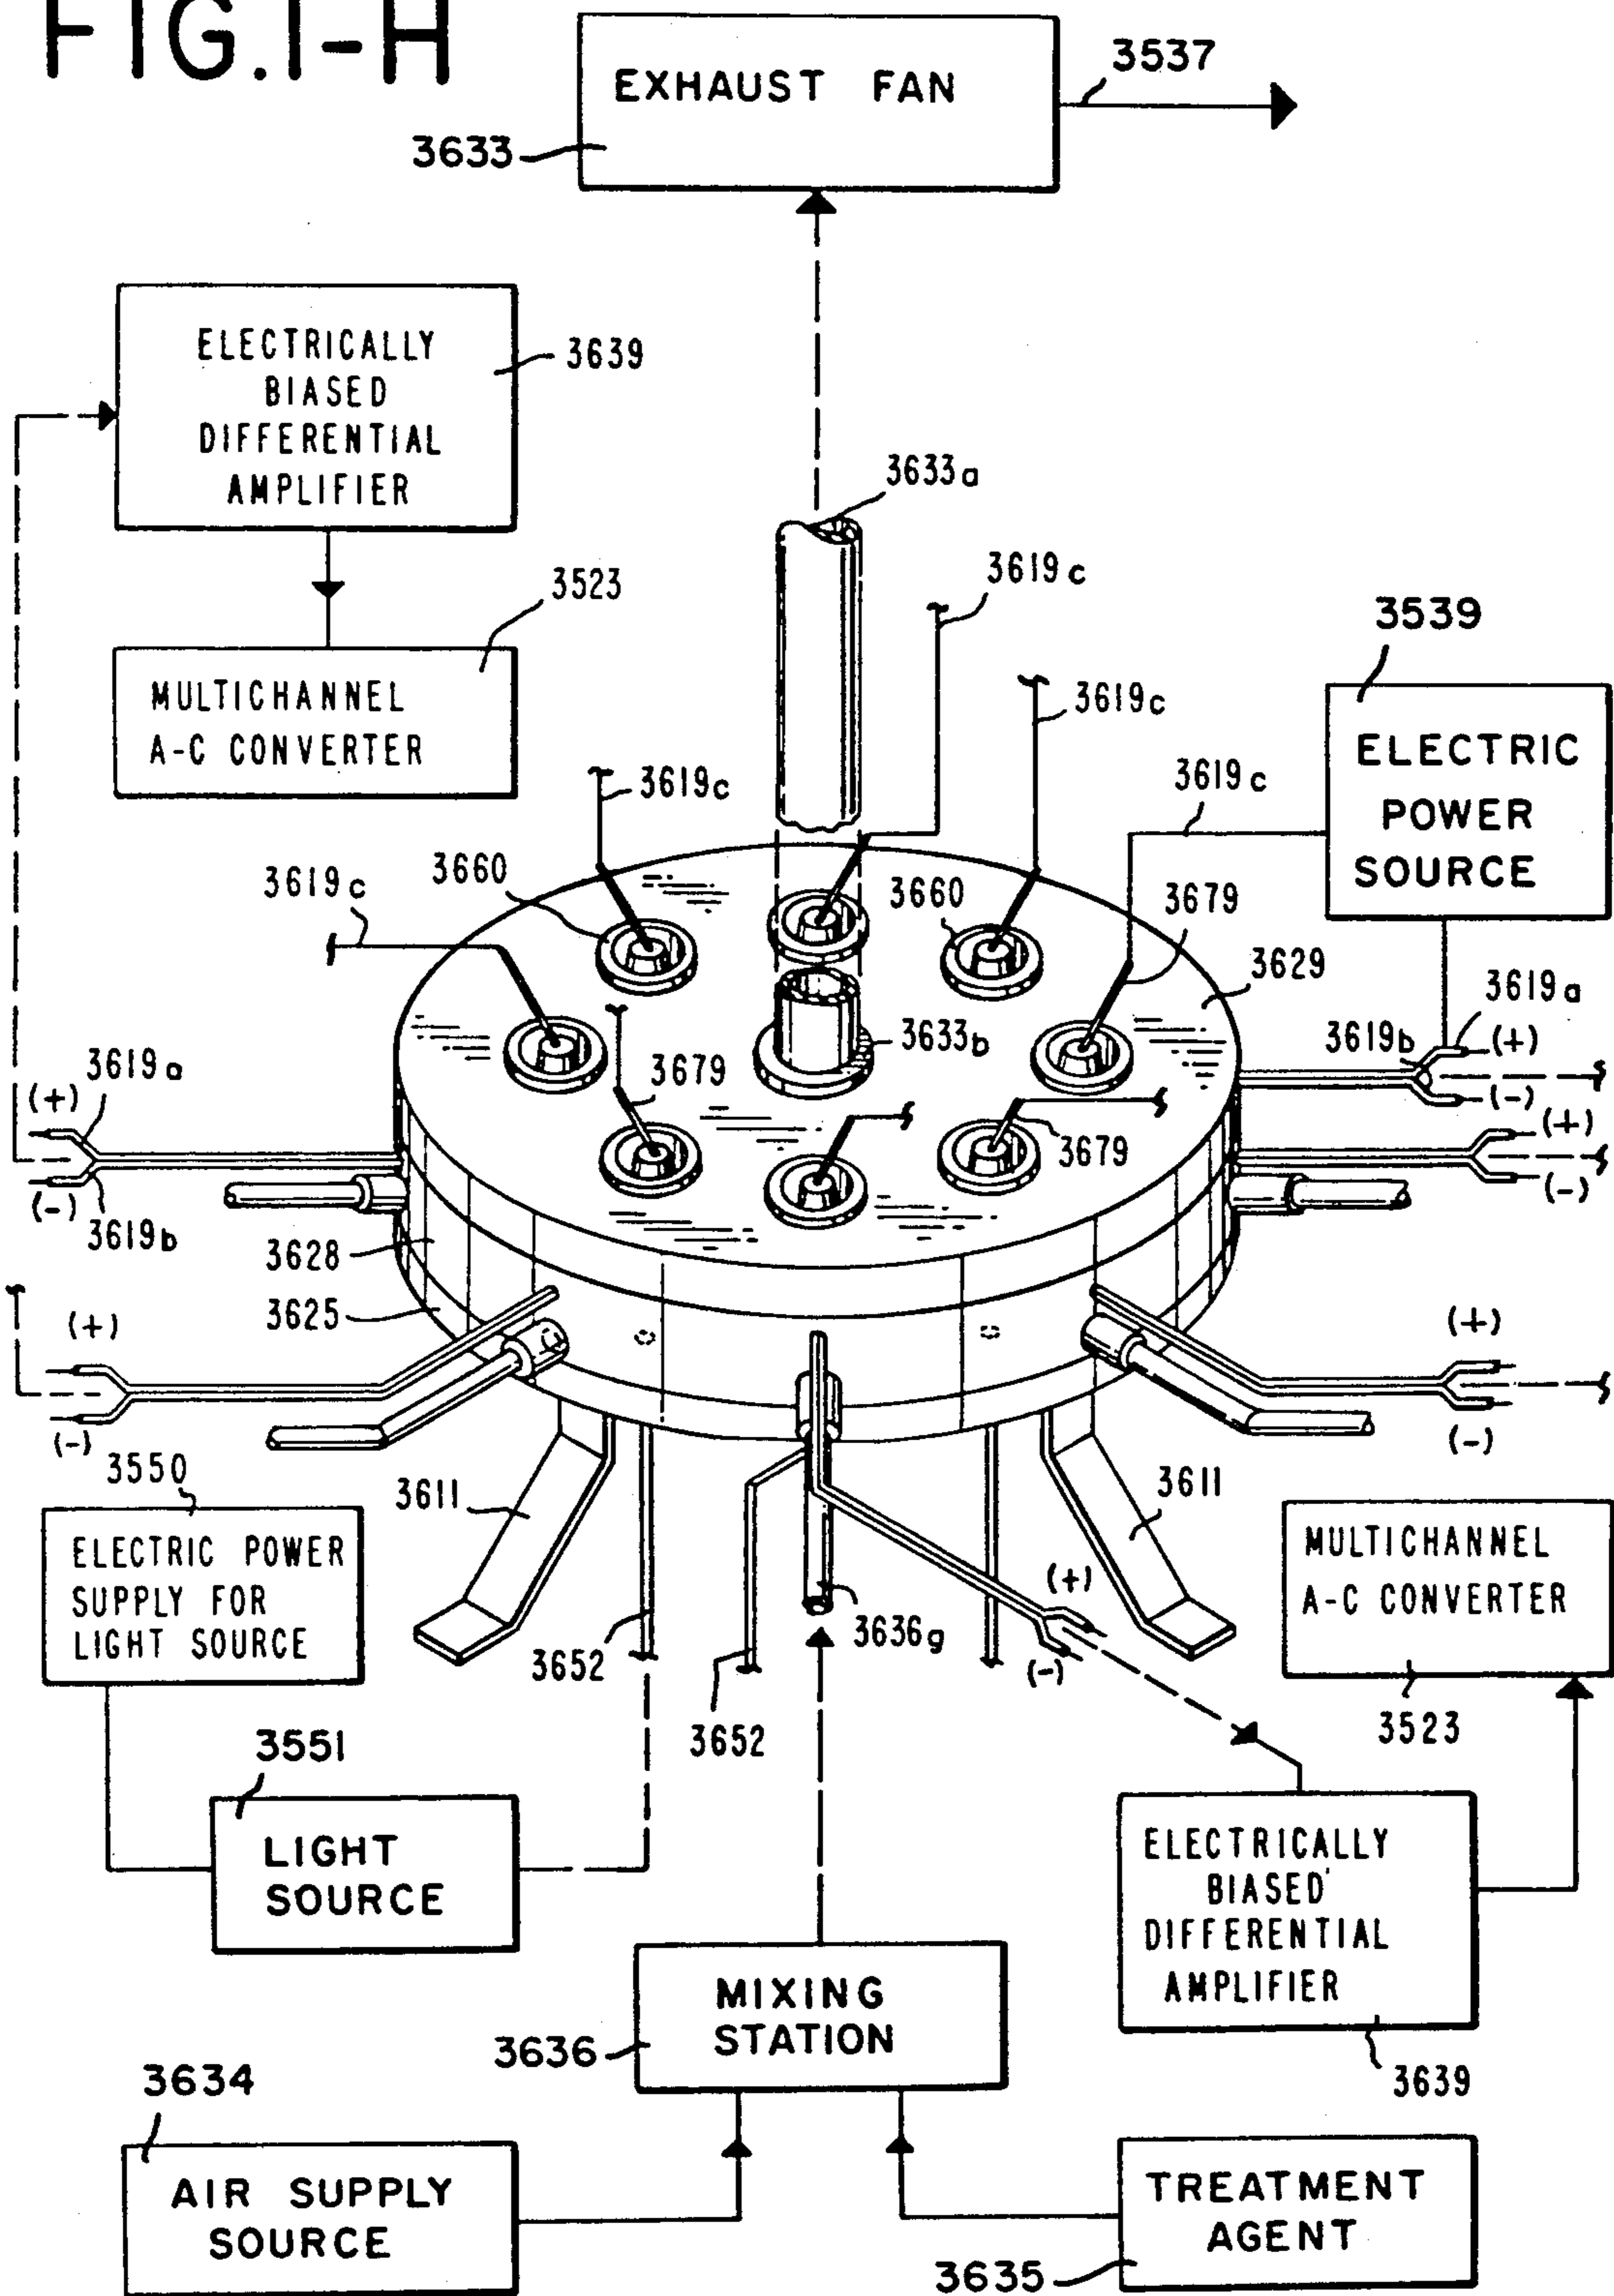 FIG.1-H
EXHAUST FAN
3537
3633
ELECTRICALLY
BIASED
DIFFERENTIAL
AMPLIFIER
3639
3633a
3619c
3523
3539
MULTICHANNEL
A-C CONVERTER
3619c
3619c
3619c
ELECTRIC
POWER
SOURCE
3619c
3660
3660
3679
3629
3619a
3619b
(+)
(-)
3633b
3679
3679
3619a
(+)
(-)
3619b
(+)
(-)
3628
3625
(+)
(-)
(+)
(-)
3550
ELECTRIC POWER
SUPPLY FOR
LIGHT SOURCE
3611
3611
MULTICHANNEL
A-C CONVERTER
(+)
(-)
3652
3636g
3652
3523
3551
LIGHT
SOURCE
ELECTRICALLY
BIASED
DIFFERENTIAL
AMPLIFIER
MIXING
STATION
3636
3639
3634
AIR SUPPLY
SOURCE
TREATMENT
AGENT
3635